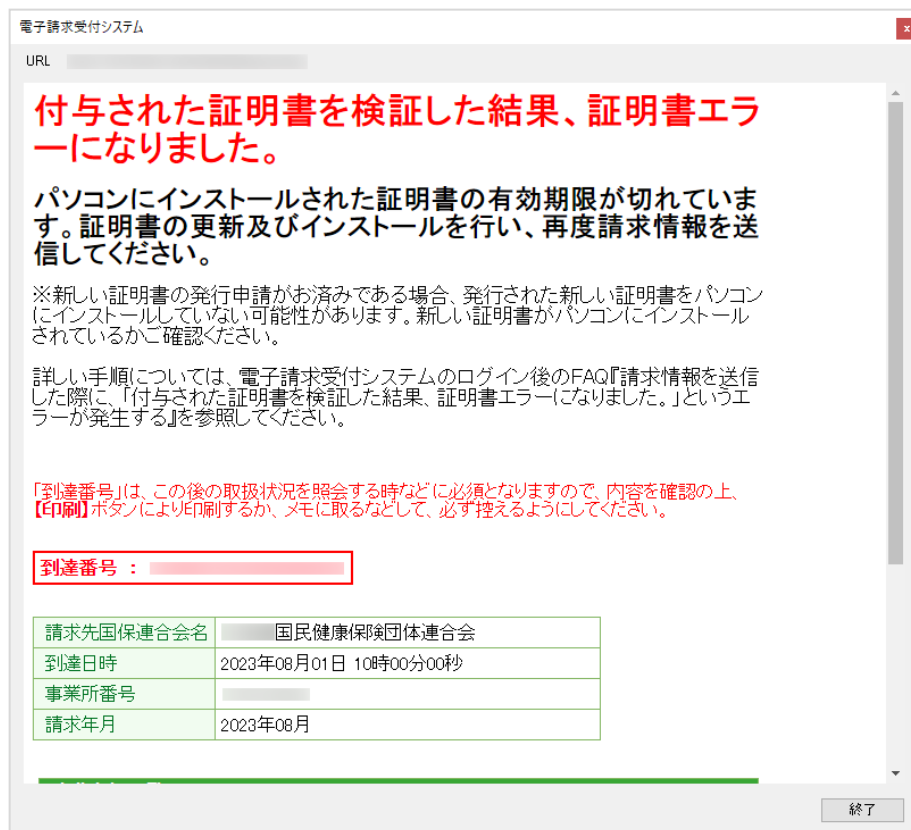 電子請求受付システム
x
URL
付与された証明書を検証した結果、証明書エラ
ーになりました。
パソコンにインストールされた証明書の有効期限が切れていま
す。証明書の更新及びインストールを行い、再度請求情報を送
信してください。
※新しい証明書の発行申請がお済みである場合、発行された新しい証明書をパソコン
にインストールしていない可能性があります。新しい証明書がパソコンにインストール
されているかご確認ください。
詳しい手順については、電子請求受付システムのログイン後のFAQ『請求情報を送信
した際に、「付与された証明書を検証した結果、証明書エラーになりました。」というエ
ラーが発生する』を参照してください。
「到達番号」は、この後の取扱状況を照会する時などに必須となりますので、内容を確認の上、
【印刷】ボタンにより印刷するか、メモに取るなどして、必ず控えるようにしてください。
到達番号 ：
請求先国保連合会名 国民健康保険団体連合会
到達日時 2023年08月01日 10時00分00秒
事業所番号
請求年月 2023年08月
終了